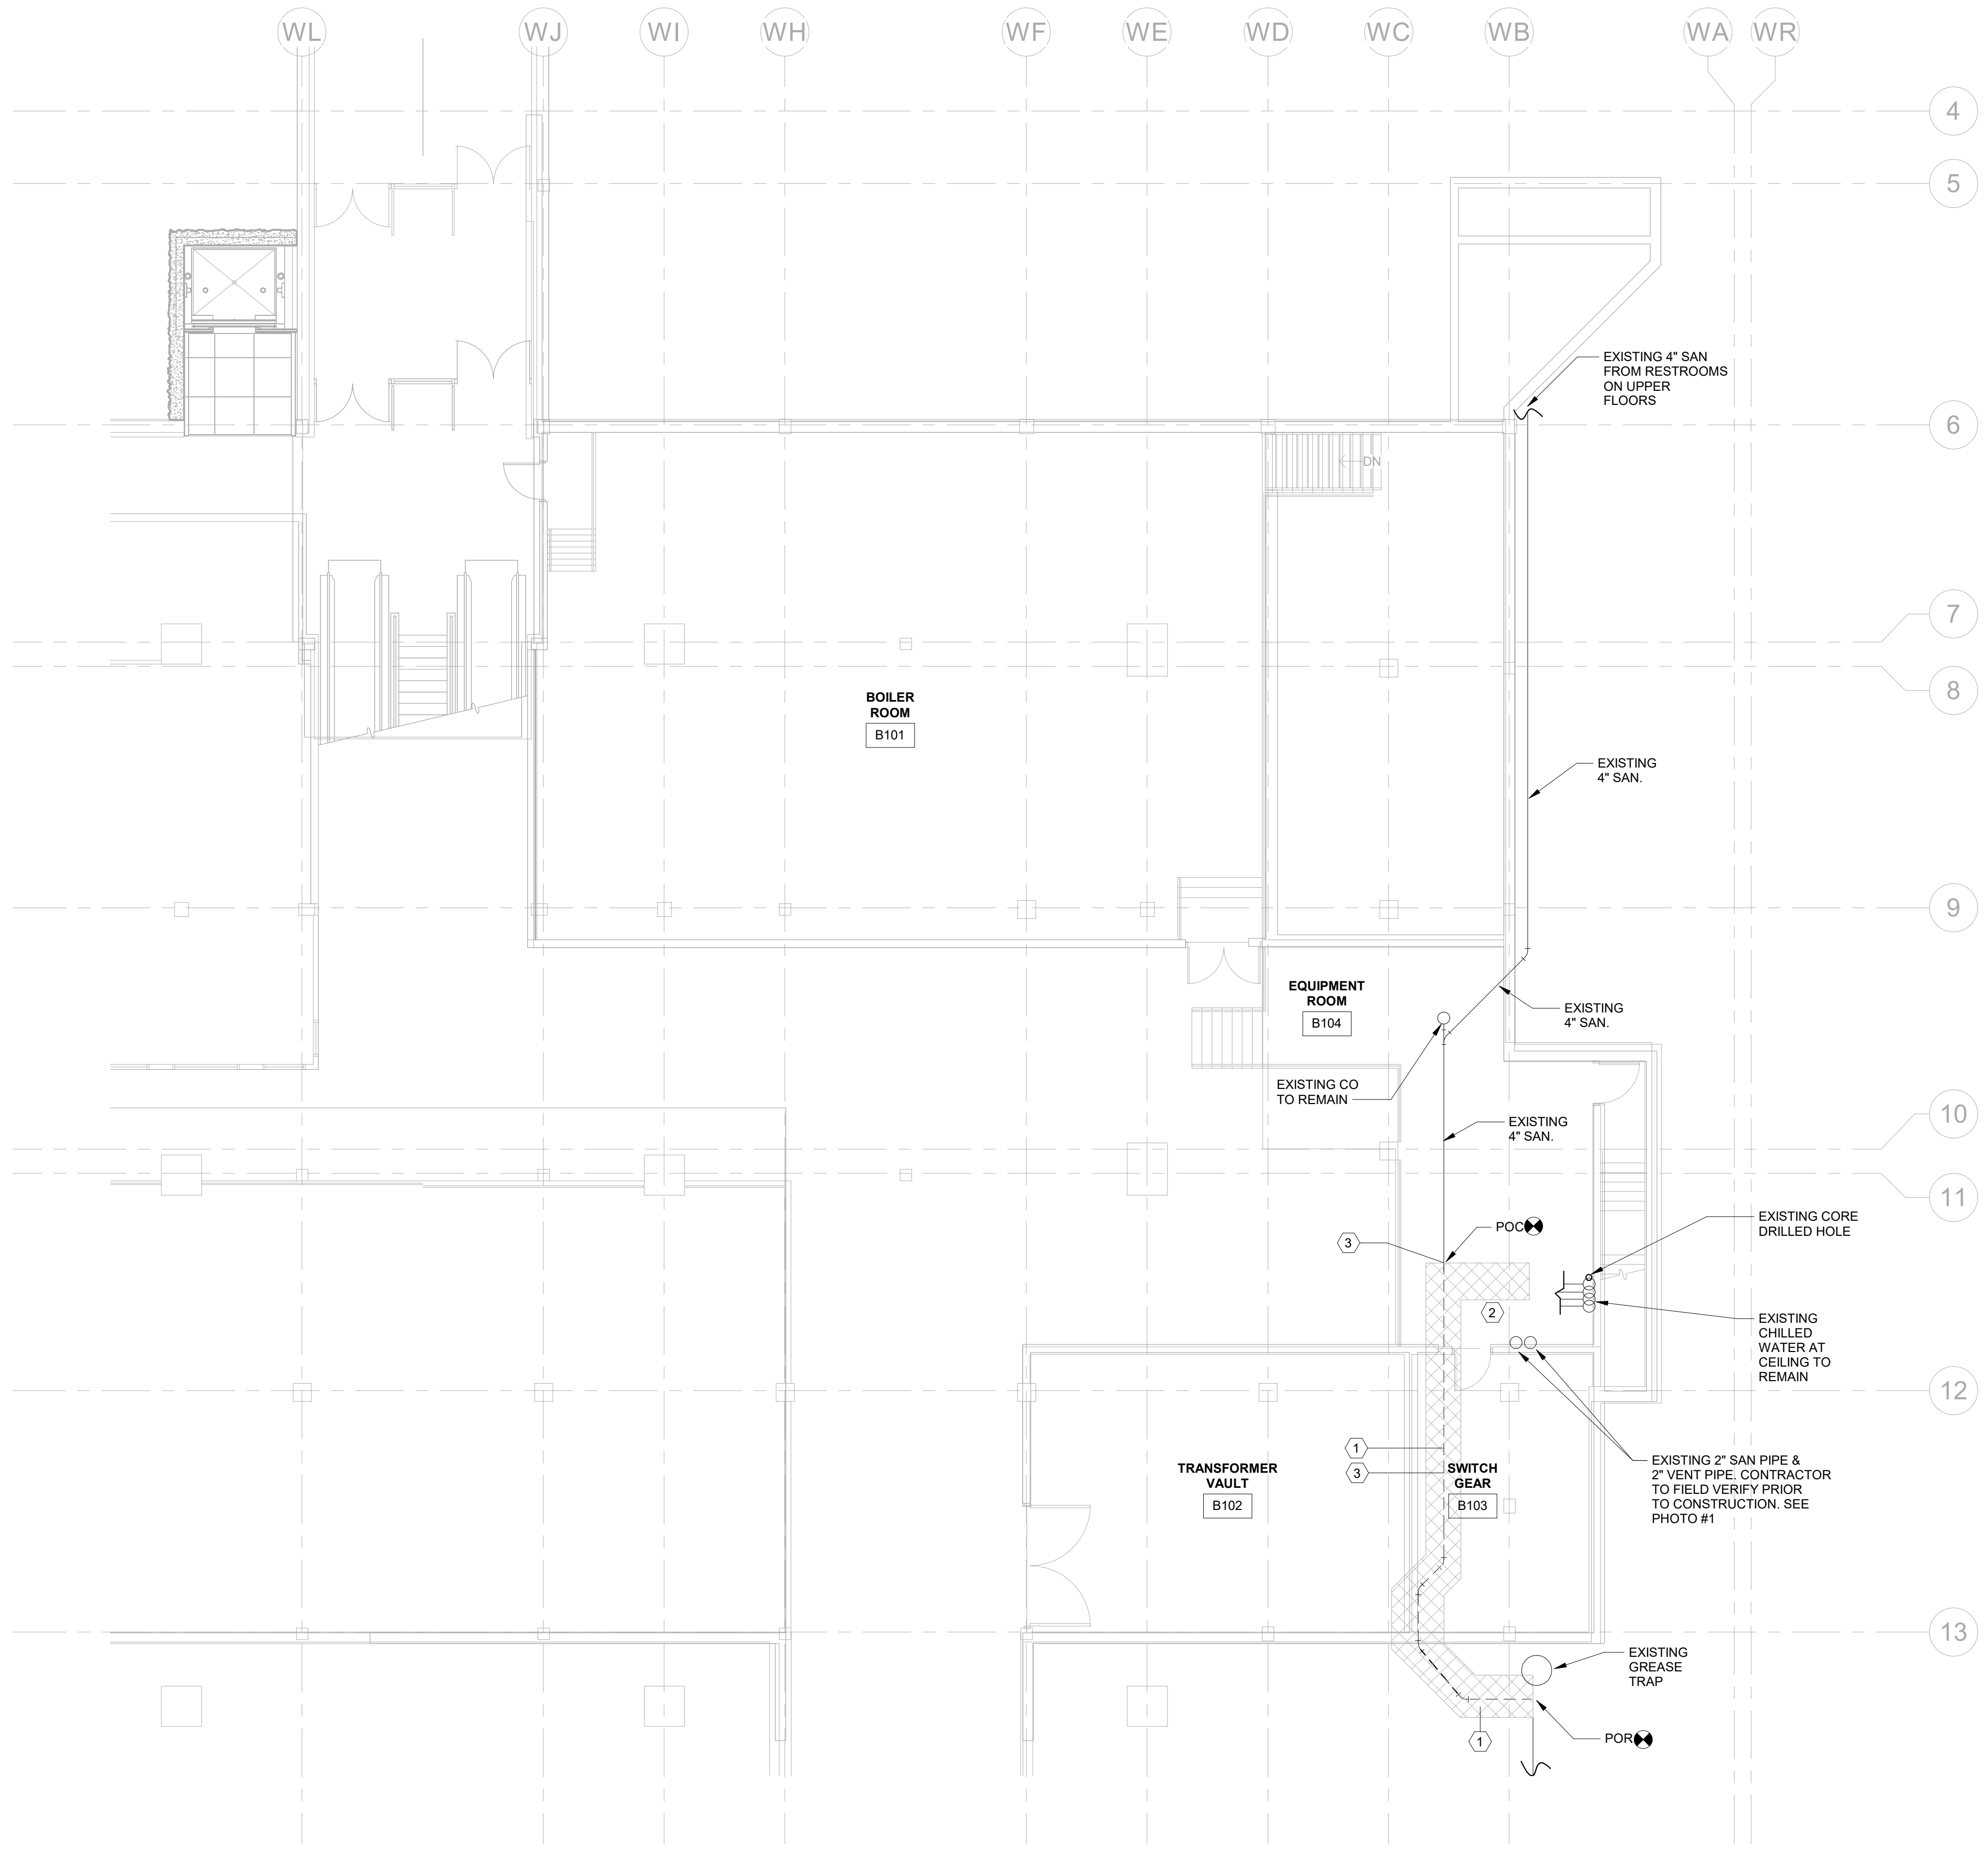 WL
WJ
WI
WH
WF
WE
WD
WC
WB
WA
WR
4
5
EXISTING 4" SAN
FROM RESTROOMS
ON UPPER
FLOORS
6
DN
7
8
BOILER
ROOM
B101
EXISTING
4" SAN.
9
EQUIPMENT
ROOM
B104
EXISTING
4" SAN.
EXISTING CO
TO REMAIN
EXISTING
4" SAN.
10
11
EXISTING CORE
DRILLED HOLE
POC
3
2
EXISTING
CHILLED
WATER AT
CEILING TO
REMAIN
12
1
3
TRANSFORMER
VAULT
B102
SWITCH
GEAR
B103
EXISTING 2" SAN PIPE &
2" VENT PIPE. CONTRACTOR
TO FIELD VERIFY PRIOR
TO CONSTRUCTION. SEE
PHOTO #1
13
EXISTING
GREASE
TRAP
1
POR